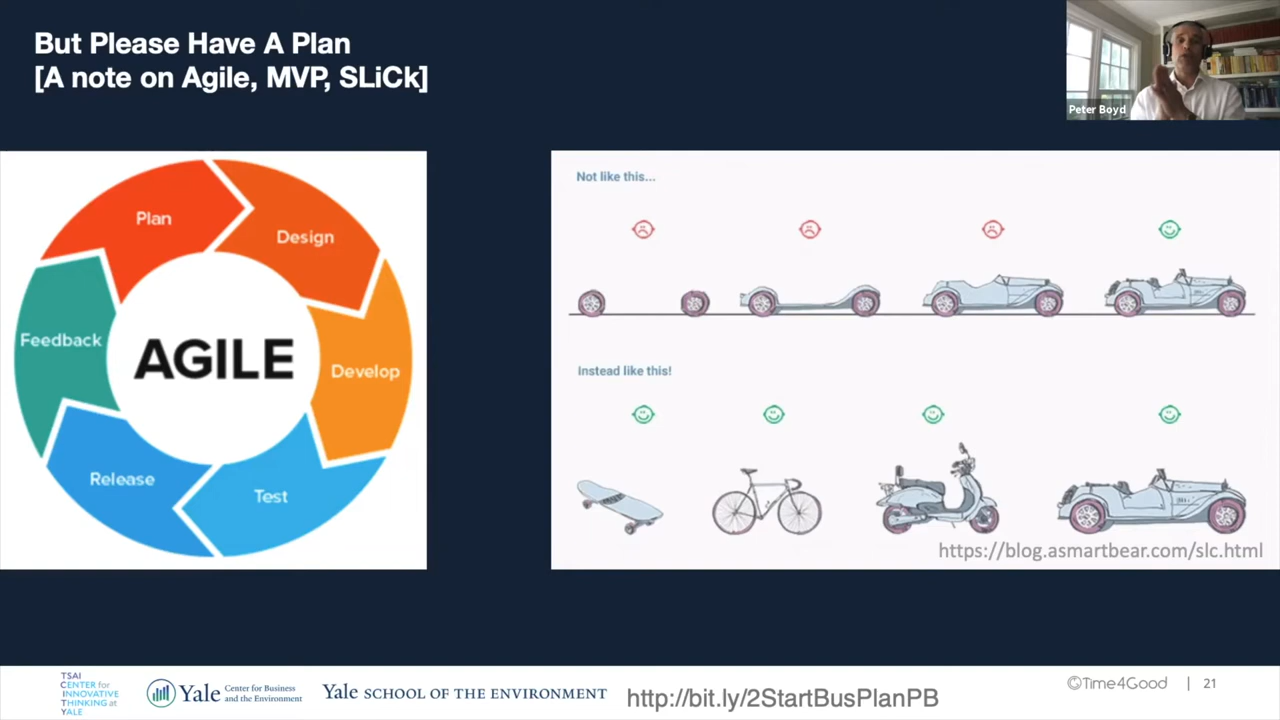 But Please Have A Plan
[A note on Agile, MVP, SLiCk]
Peter Boyd
Plan
Design
Develop
Test
Release
Feedback
AGILE
Not like this...
Instead like this!
https://blog.asmartbear.com/slc.html
TSAI
CENTER for
INNOVATIVE
THINKING at
YALE
Yale
Center for Business
and the Environment
Yale SCHOOL OF THE ENVIRONMENT
http://bit.ly/2StartBusPlanPB
©Time4Good
| 21